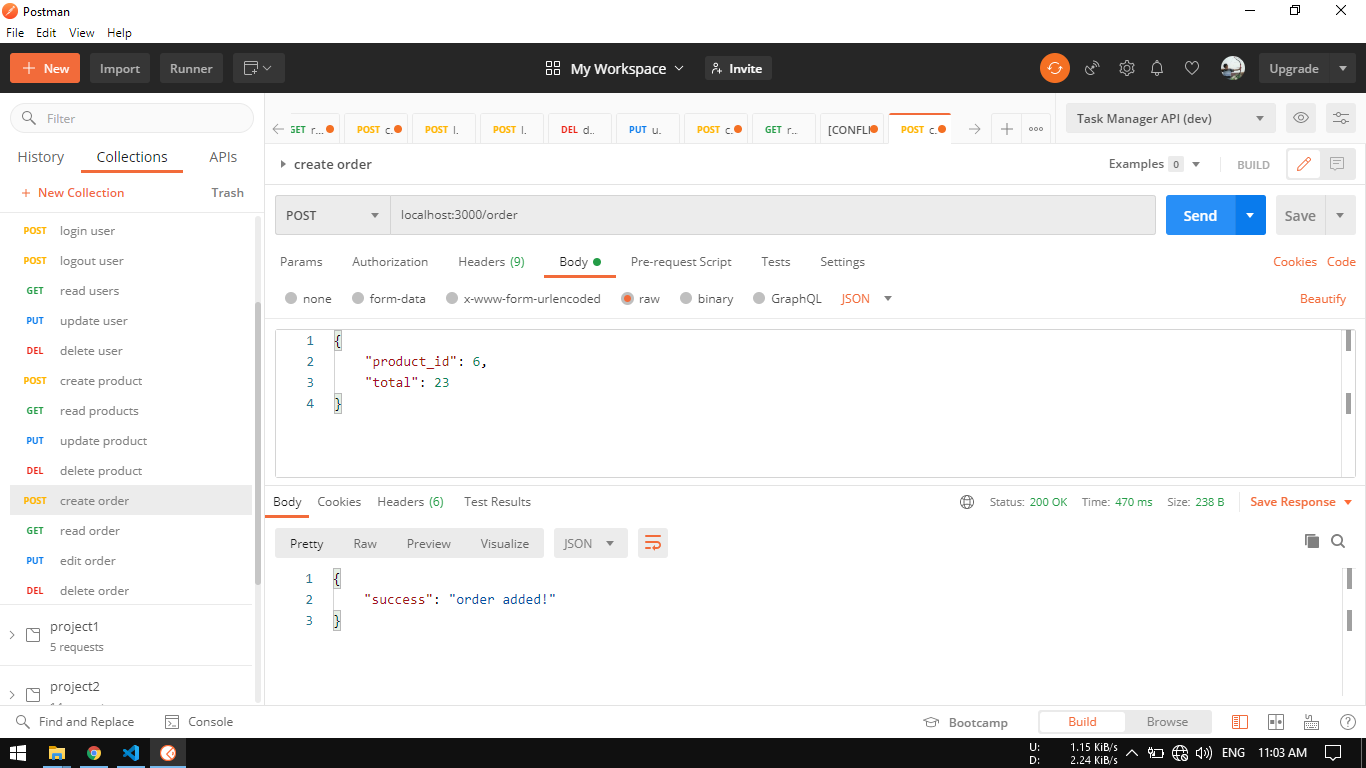 Postman
File Edit View Help
New Import Runner My Workspace Invite Upgrade
Filter
History Collections APIs
+ New Collection Trash
POST login user
POST logout user
GET read users
PUT update user
DEL delete user
POST create product
GET read products
PUT update product
DEL delete product
POST create order
GET read order
PUT edit order
DEL delete order
project1
5 requests
project2
GET r... POST c. POST l. POST l. DEL d.. PUT u. POST c. GET r... [CONFLI POST c.
Task Manager API (dev)
create order Examples 0 BUILD
POST localhost:3000/order Send Save
Params Authorization Headers (9) Body Pre-request Script Tests Settings Cookies Code
none form-data x-www-form-urlencoded raw binary GraphQL JSON Beautify
1 {
2 "product_id": 6,
3 "total": 23
4 }
Body Cookies Headers (6) Test Results Status: 200 OK Time: 470 ms Size: 238 B Save Response
Pretty Raw Preview Visualize JSON
1 {
2 "success": "order added!"
3 }
Find and Replace Console Bootcamp Build Browse
U: 1.15 KiB/s
D: 2.24 KiB/s
ENG 11:03 AM